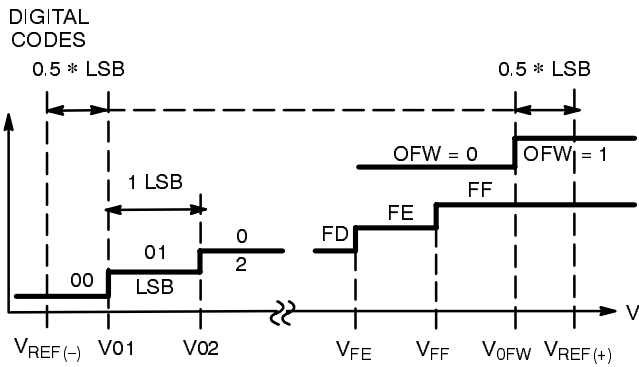 DIGITAL
CODES
0.5 * LSB
0.5 * LSB
OFW = 0
OFW = 1
1 LSB
FF
FE
FD
0
2
01
00
LSB
V
VREF(–)
V01
V02
VFE
VFF
V0FW
VREF(+)